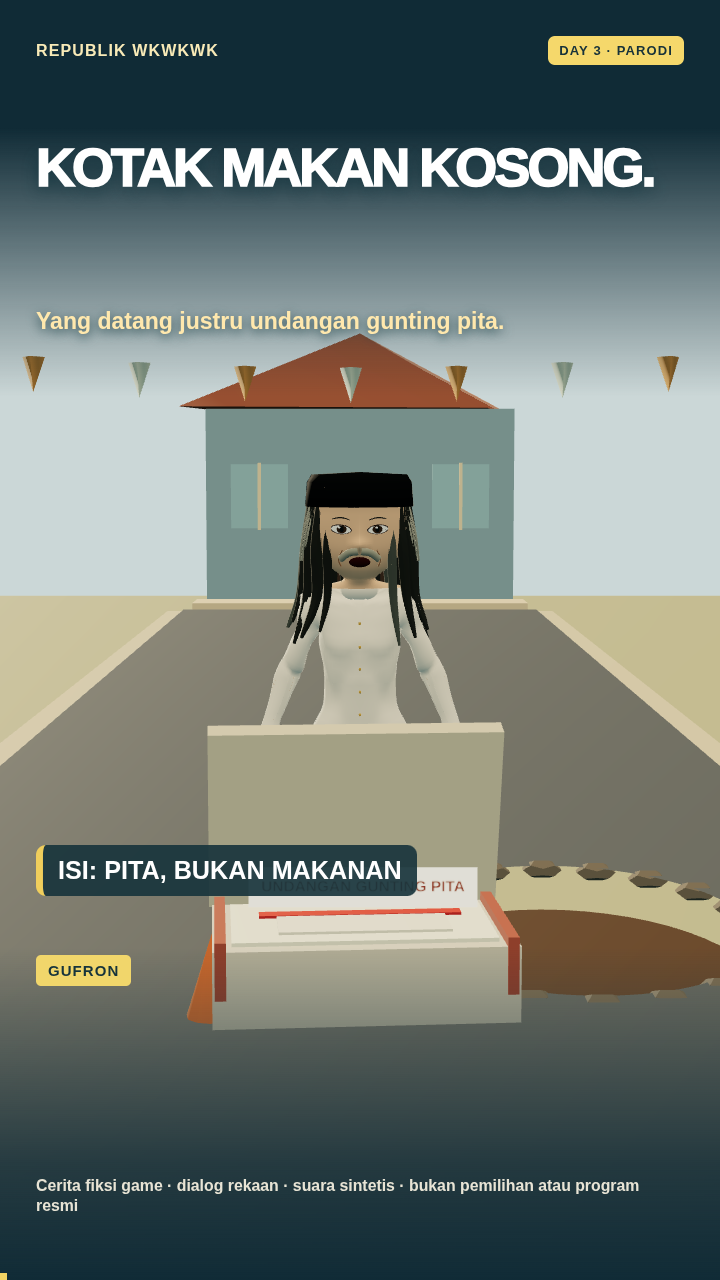 REPUBLIK WKWKWK
DAY 3 · PARODI
KOTAK MAKAN KOSONG.
Yang datang justru undangan gunting pita.
ISI: PITA, BUKAN MAKANAN
UNDANGAN GUNTING PITA
GUFRON
Cerita fiksi game · dialog rekaan · suara sintetis · bukan pemilihan atau program
resmi